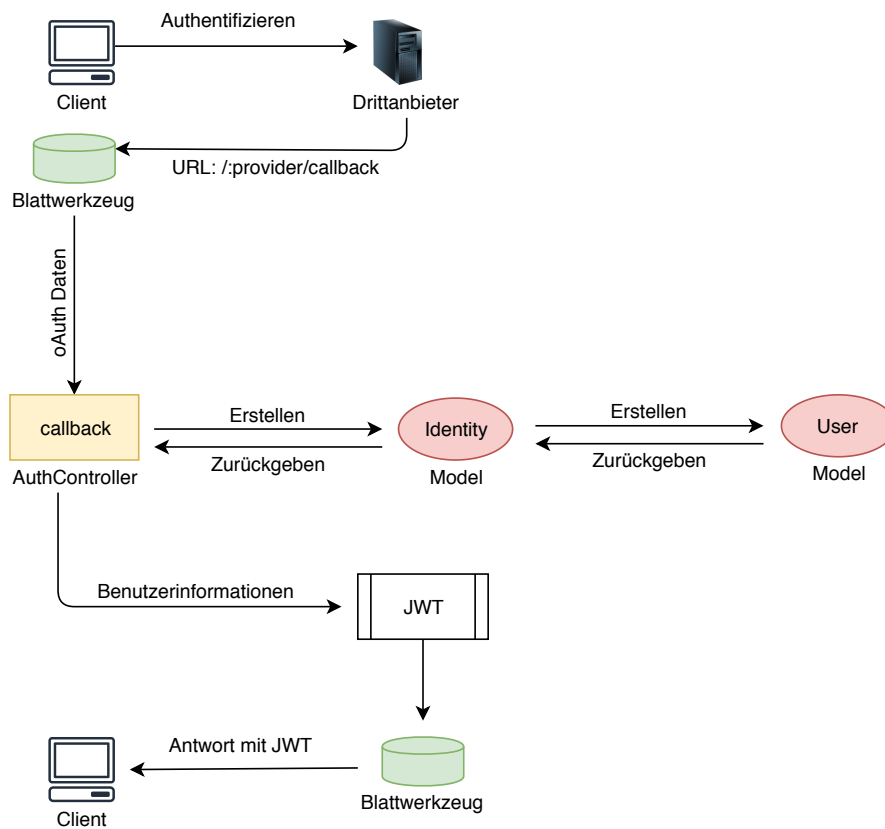 Authentifizieren
Client
Drittanbieter
URL: /:provider/callback
Blattwerkzeug
oAuth Daten
callback
Erstellen
Identity
Erstellen
User
Zurückgeben
Zurückgeben
AuthController
Model
Model
Benutzerinformationen
JWT
Antwort mit JWT
Blattwerkzeug
Client